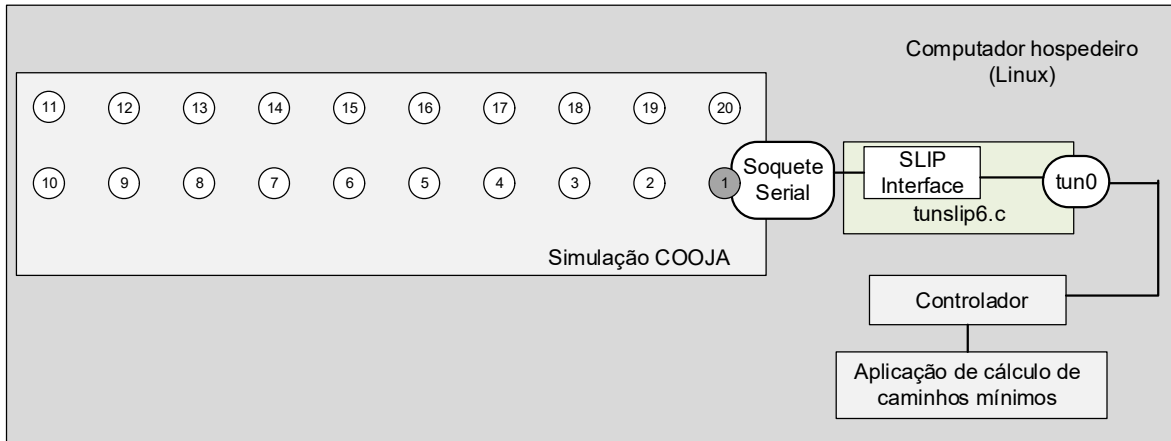 Computador hospedeiro
(Linux)
11 12 13 14 15 16 17 18 19 20
10 9 8 7 6 5 4 3 2 1
Soquete
Serial
SLIP
Interface
tunslip6.c
tun0
Simulação COOJA
Controlador
Aplicação de cálculo de
caminhos mínimos